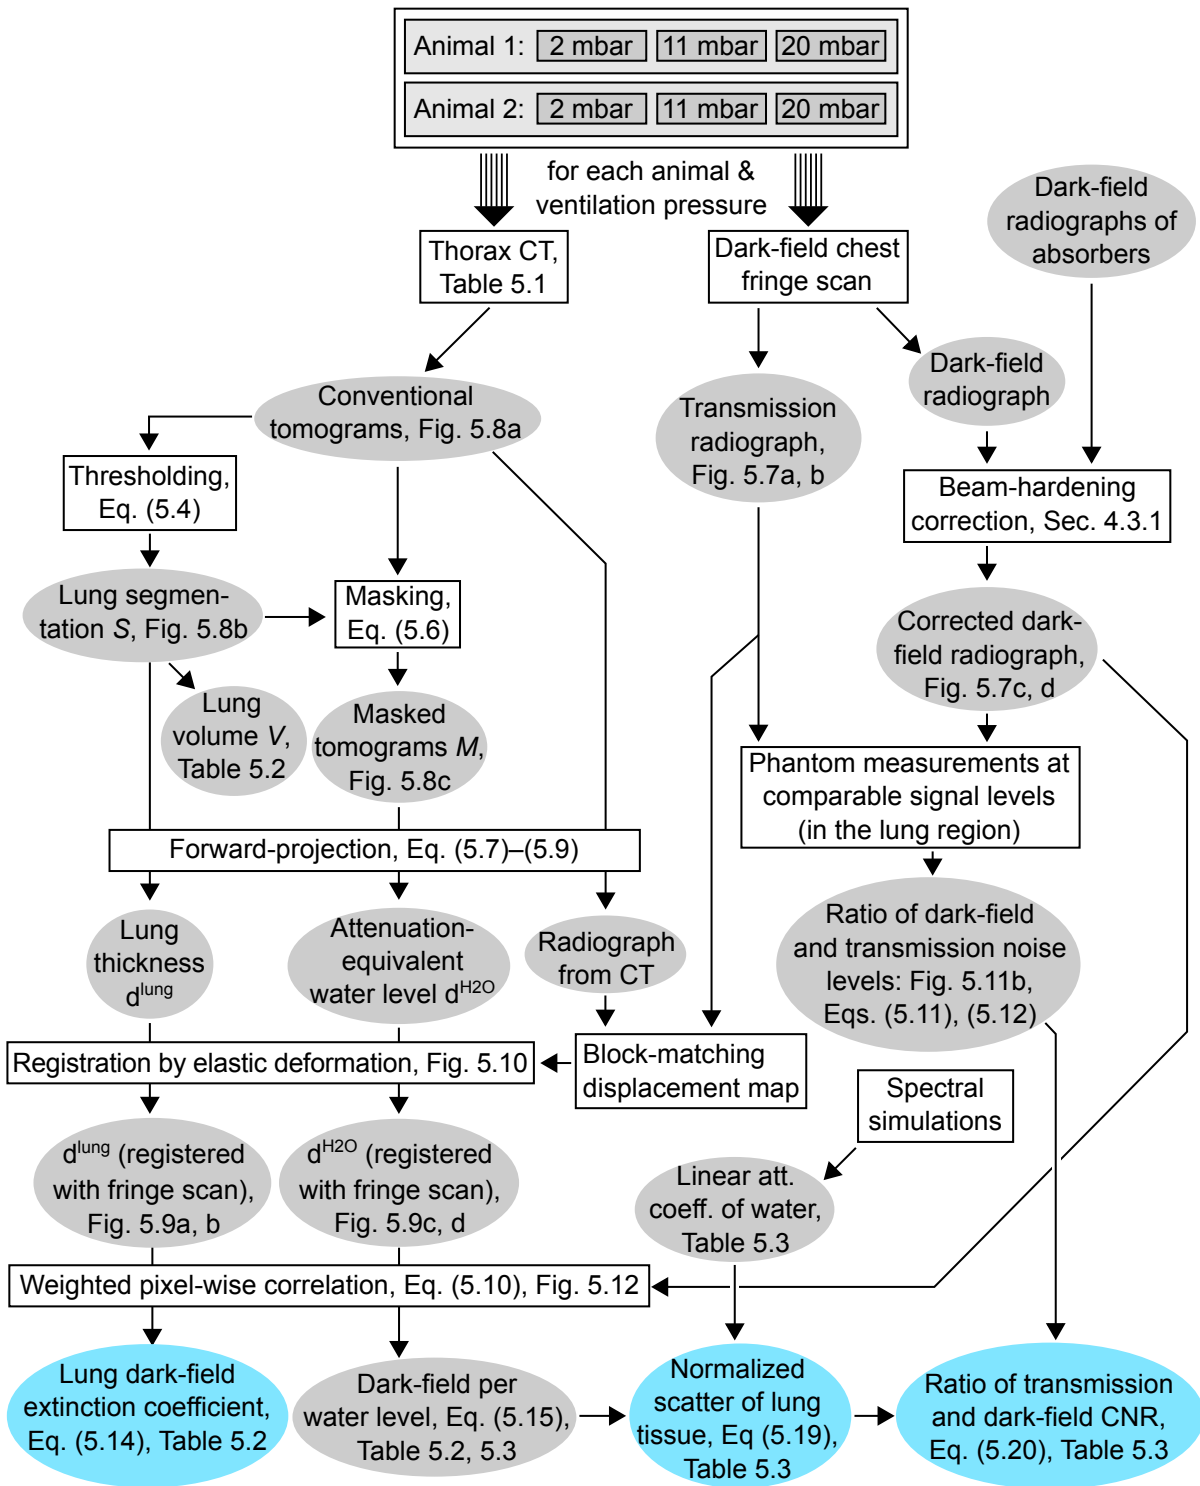 Animal 1: 2 mbar 11 mbar 20 mbar
Animal 2: 2 mbar 11 mbar 20 mbar
for each animal &
ventilation pressure
Dark-field
radiographs of
absorbers
Thorax CT,
Table 5.1
Dark-field chest
fringe scan
Conventional
tomograms, Fig. 5.8a
Transmission
radiograph,
Fig. 5.7a, b
Dark-field
radiograph
Thresholding,
Eq. (5.4)
Beam-hardening
correction, Sec. 4.3.1
Lung segmen-
tation S, Fig. 5.8b
Masking,
Eq. (5.6)
Corrected dark-
field radiograph,
Fig. 5.7c, d
Lung
volume V,
Table 5.2
Masked
tomograms M,
Fig. 5.8c
Phantom measurements at
comparable signal levels
(in the lung region)
Forward-projection, Eq. (5.7)–(5.9)
Lung
thickness
d^lung
Attenuation-
equivalent
water level d^H2O
Radiograph
from CT
Ratio of dark-field
and transmission noise
levels: Fig. 5.11b,
Eqs. (5.11), (5.12)
Registration by elastic deformation, Fig. 5.10
Block-matching
displacement map
Spectral
simulations
d^lung (registered
with fringe scan),
Fig. 5.9a, b
d^H2O (registered
with fringe scan),
Fig. 5.9c, d
Linear att.
coeff. of water,
Table 5.3
Weighted pixel-wise correlation, Eq. (5.10), Fig. 5.12
Lung dark-field
extinction coefficient,
Eq. (5.14), Table 5.2
Dark-field per
water level, Eq. (5.15),
Table 5.2, 5.3
Normalized
scatter of lung
tissue, Eq (5.19),
Table 5.3
Ratio of transmission
and dark-field CNR,
Eq. (5.20), Table 5.3